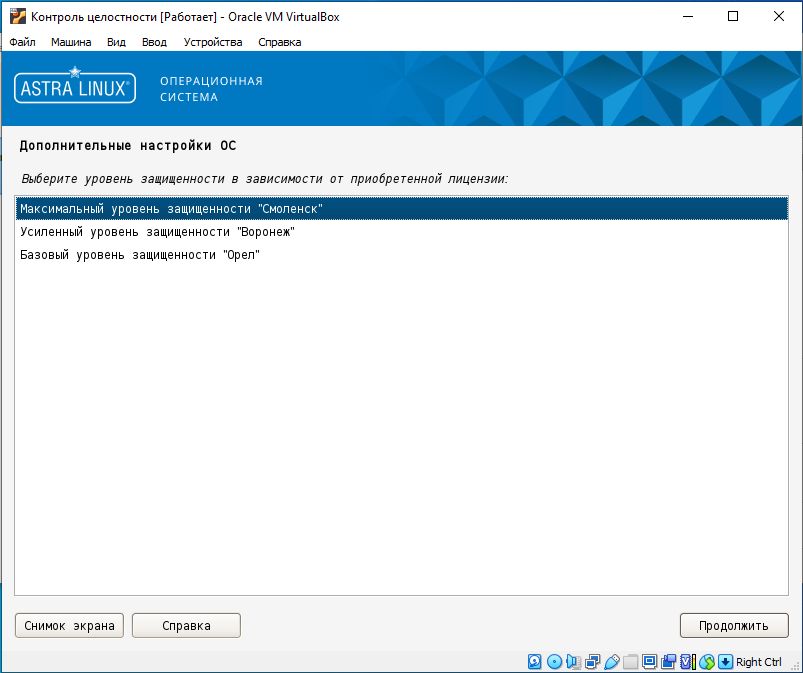 Контроль целостности [Работает] - Oracle VM VirtualBox
Файл Машина Вид Ввод Устройства Справка
ASTRA LINUX®
ОПЕРАЦИОННАЯ
СИСТЕМА
Дополнительные настройки ОС
Выберите уровень защищенности в зависимости от приобретенной лицензии:
Максимальный уровень защищенности "Смоленск"
Усиленный уровень защищенности "Воронеж"
Базовый уровень защищенности "Орел"
Снимок экрана Справка Продолжить
Right Ctrl